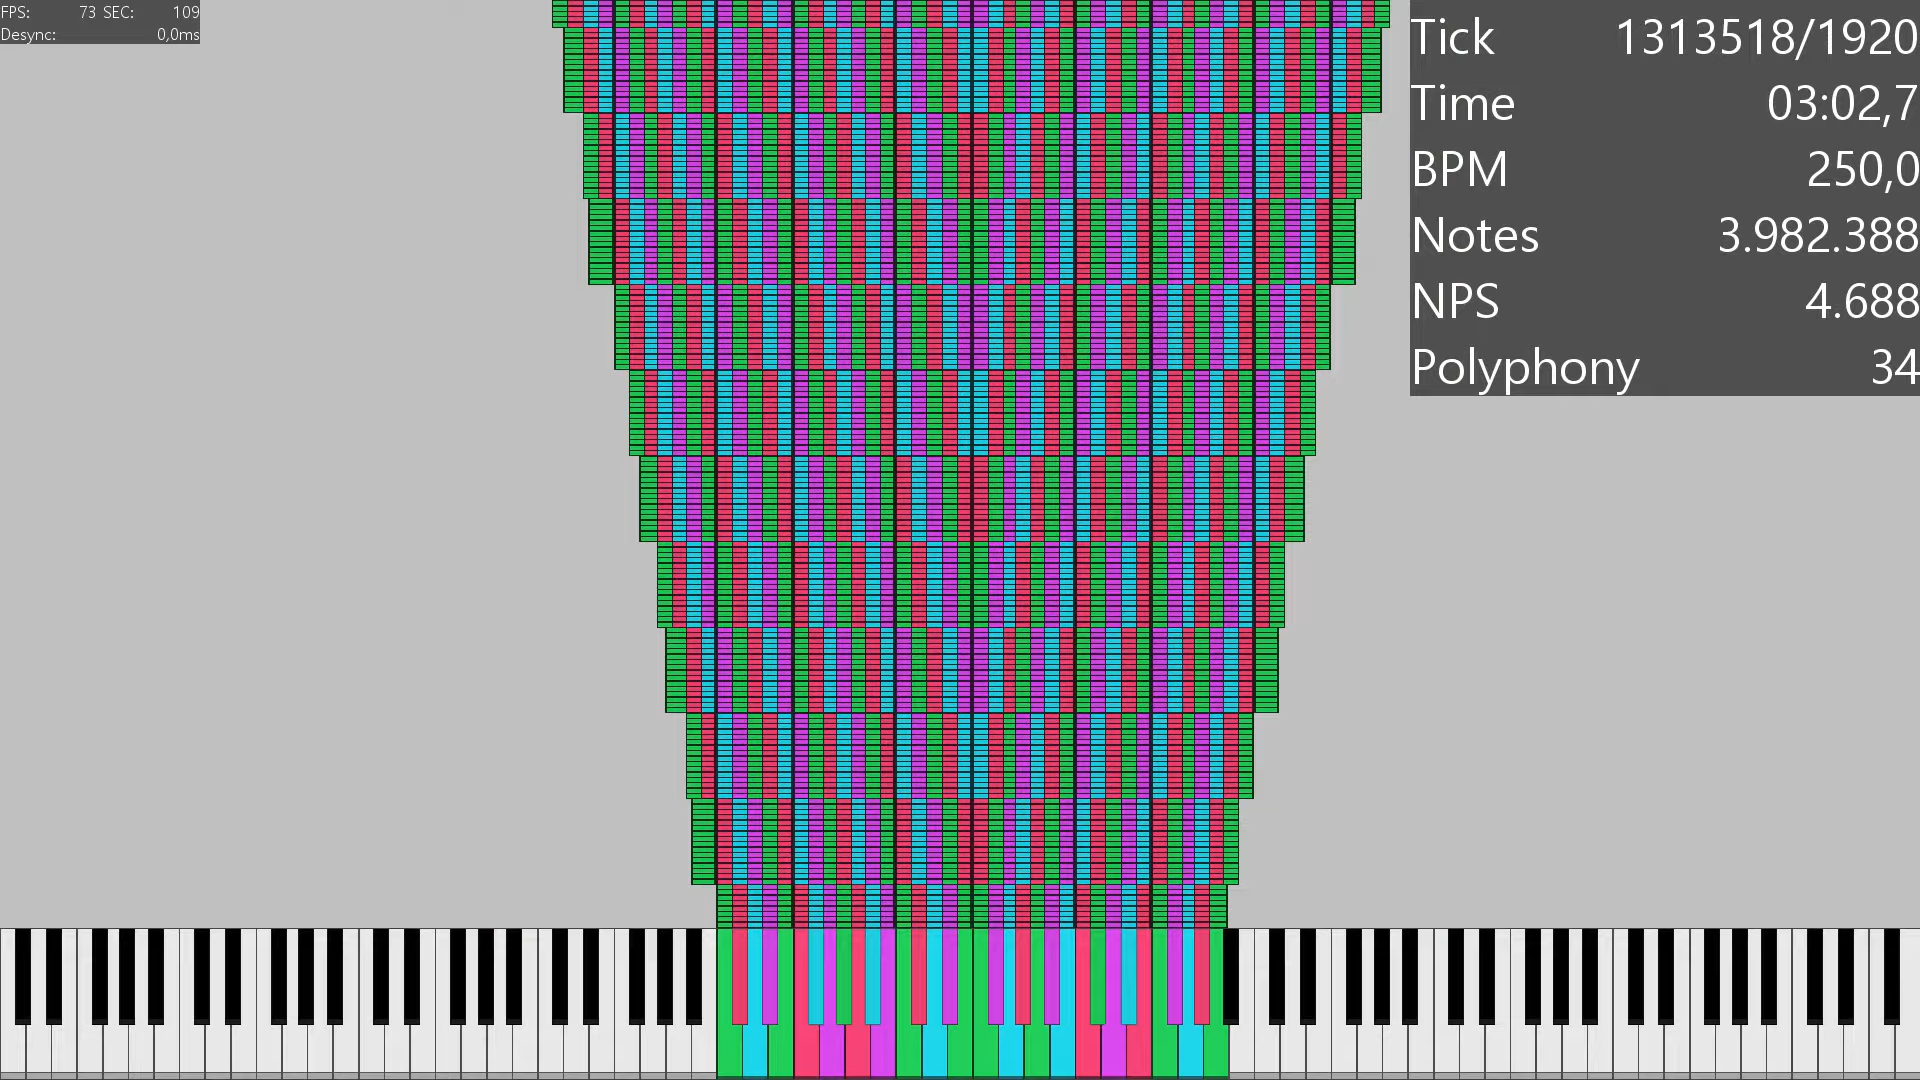 FPS: 73 SEC: 109
Desync: 0,0ms
Tick 1313518/1920
Time 03:02,7
BPM 250,0
Notes 3.982.388
NPS 4.688
Polyphony 34